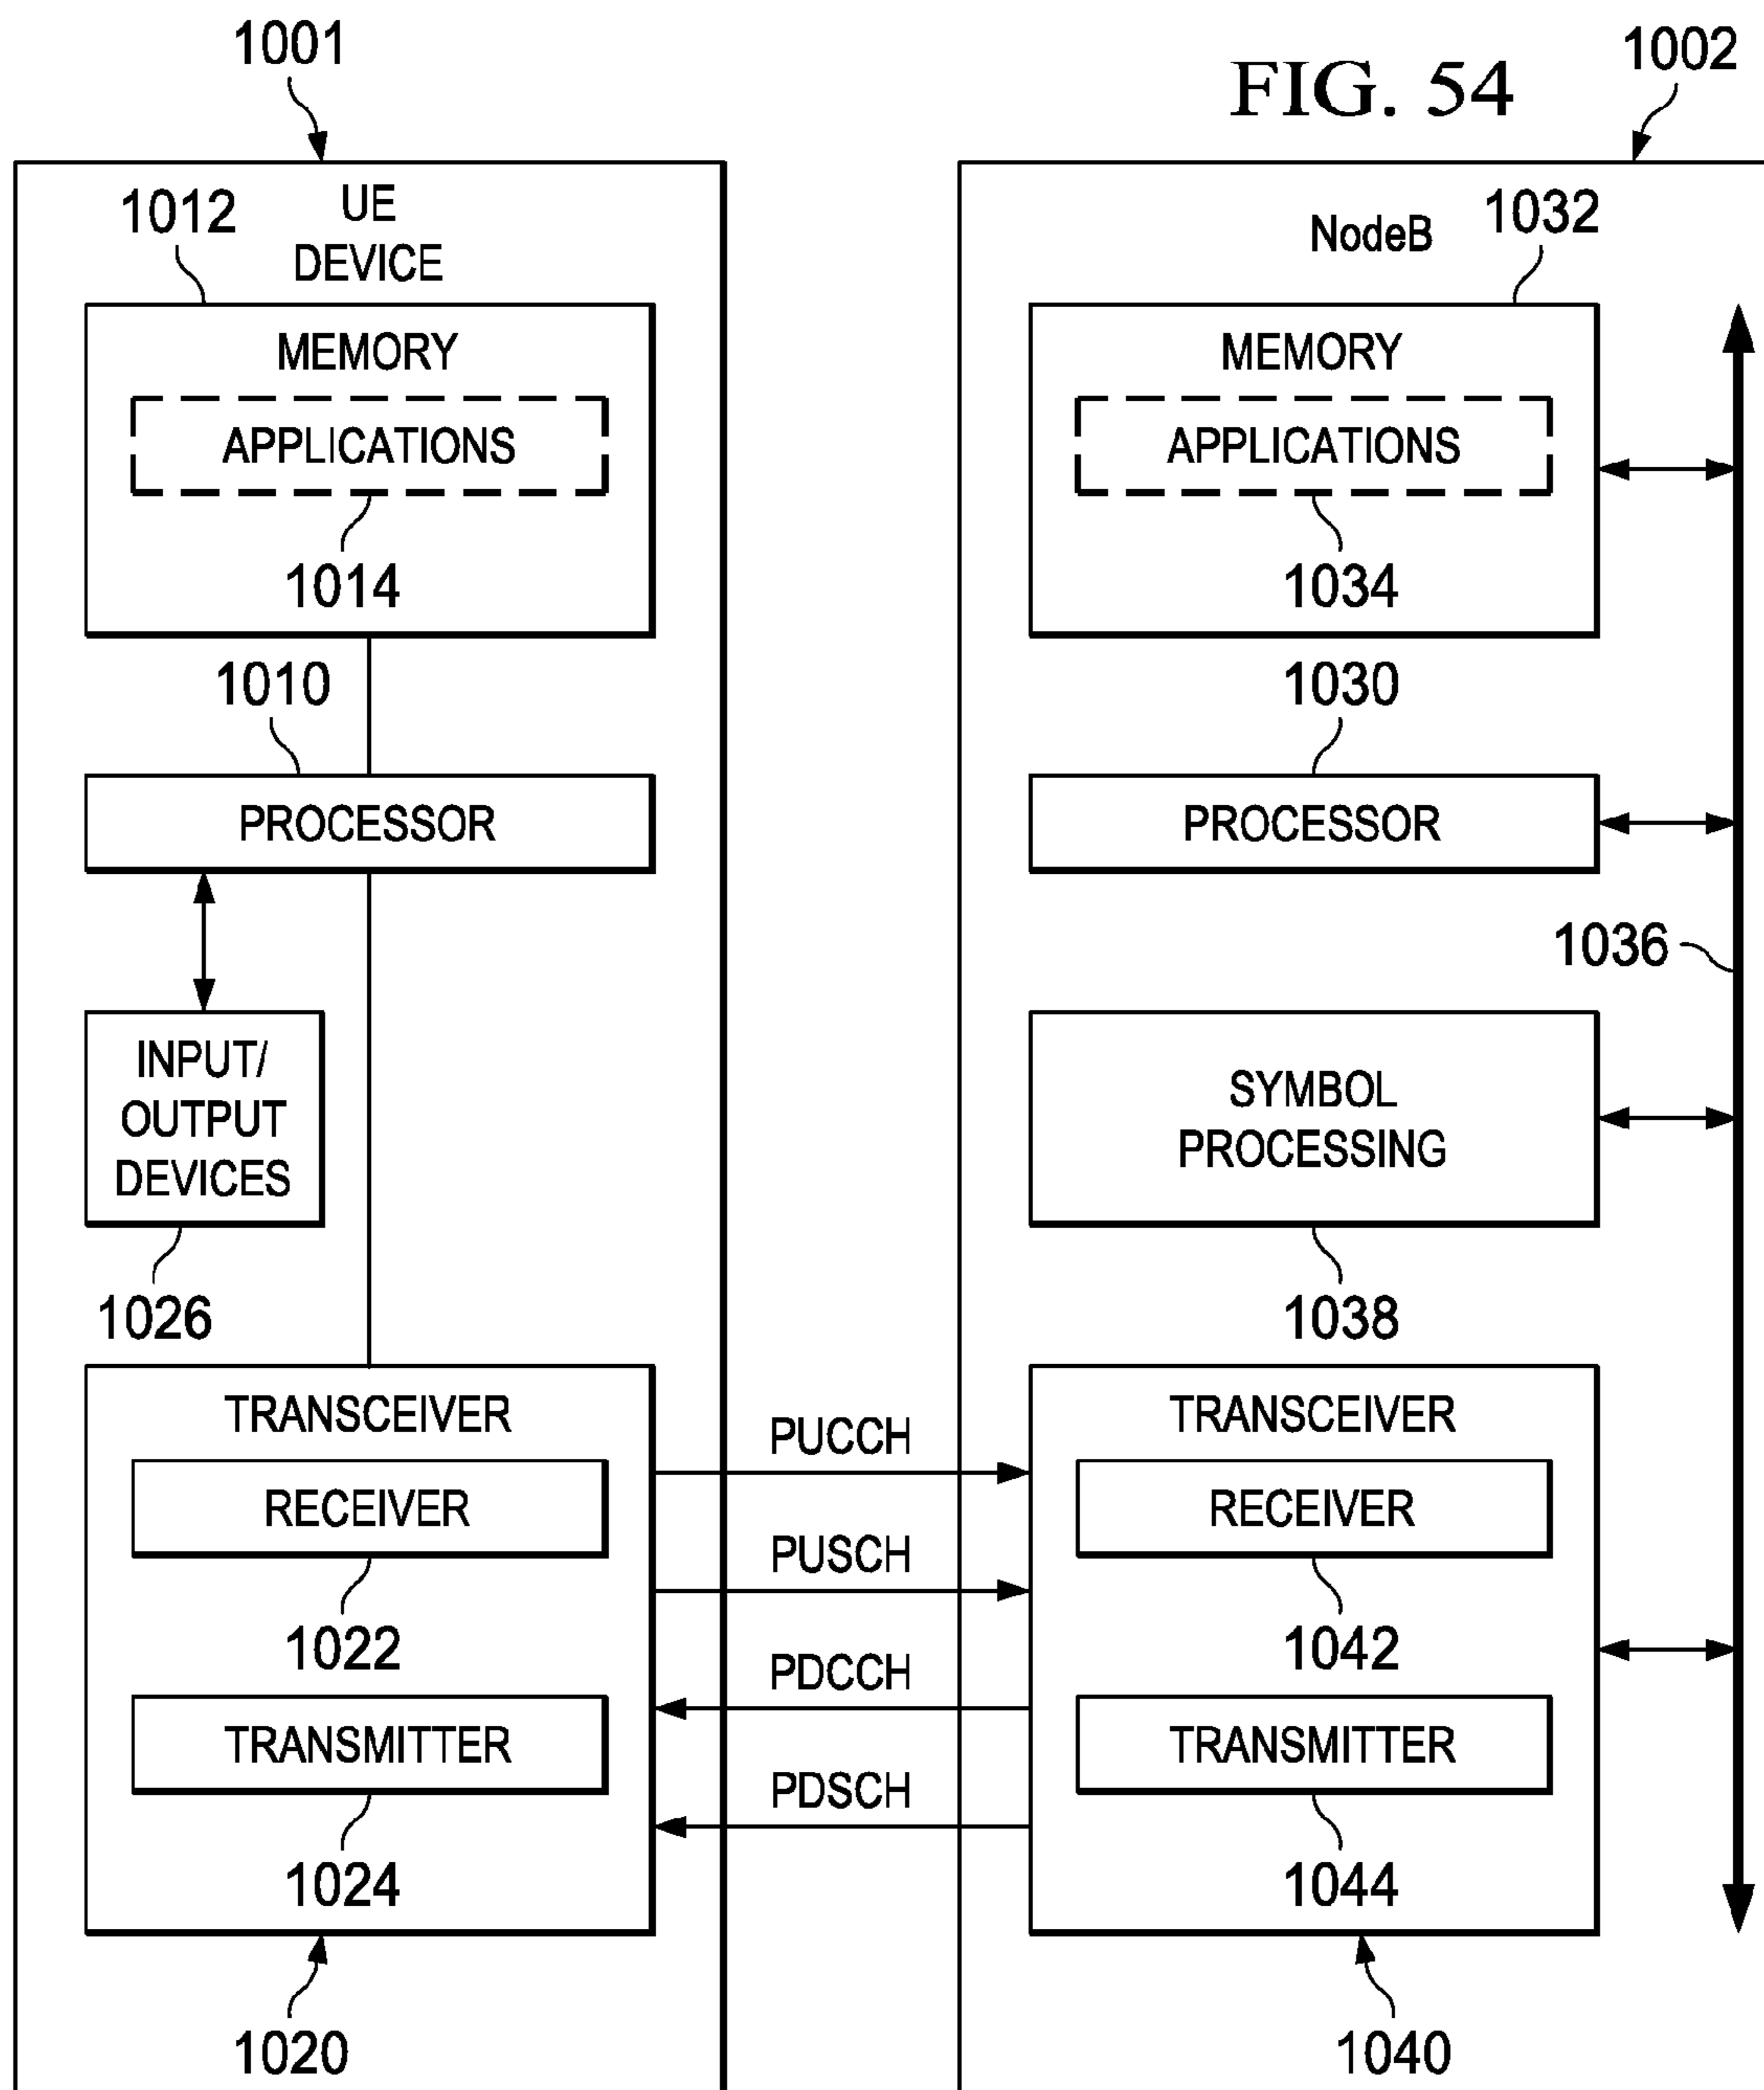 FIG. 54
1001
1002
UE
DEVICE
1012
MEMORY
APPLICATIONS
1014
1010
PROCESSOR
INPUT/
OUTPUT
DEVICES
1026
TRANSCEIVER
RECEIVER
1022
TRANSMITTER
1024
1020
PUCCH
PUSCH
PDCCH
PDSCH
NodeB
1032
MEMORY
APPLICATIONS
1034
1030
PROCESSOR
1036
SYMBOL
PROCESSING
1038
TRANSCEIVER
RECEIVER
1042
TRANSMITTER
1044
1040